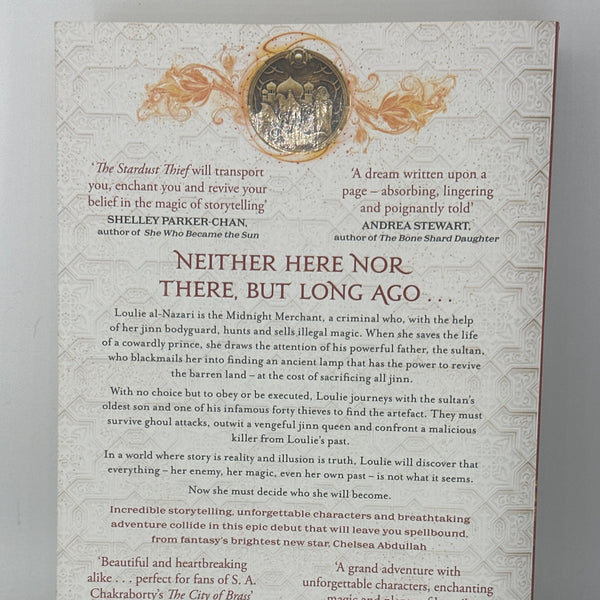 'The Stardust Thief will transport
you, enchant you and revive your
belief in the magic of storytelling'
SHELLEY PARKER-CHAN,
author of She Who Became the Sun
'A dream written upon a
page – absorbing, lingering
and poignantly told'
ANDREA STEWART,
author of The Bone Shard Daughter
NEITHER HERE NOR
THERE, BUT LONG AGO . . .
Loulie al-Nazari is the Midnight Merchant, a criminal who, with the help
of her jinn bodyguard, hunts and sells illegal magic. When she saves the life
of a cowardly prince, she draws the attention of his powerful father, the sultan,
who blackmails her into finding an ancient lamp that has the power to revive
the barren land – at the cost of sacrificing all jinn.
With no choice but to obey or be executed, Loulie journeys with the sultan's
oldest son and one of his infamous forty thieves to find the artefact. They must
survive ghoul attacks, outwit a vengeful jinn queen and confront a malicious
killer from Loulie's past.
In a world where story is reality and illusion is truth, Loulie will discover that
everything – her enemy, her magic, even her own past – is not what it seems.
Now she must decide who she will become.
Incredible storytelling, unforgettable characters and breathtaking
adventure collide in this epic debut that will leave you spellbound,
from fantasy's brightest new star, Chelsea Abdullah
'Beautiful and heartbreaking
alike . . . perfect for fans of S. A.
Chakraborty's The City of Brass'
'A grand adventure with
unforgettable characters, enchanting
magic and